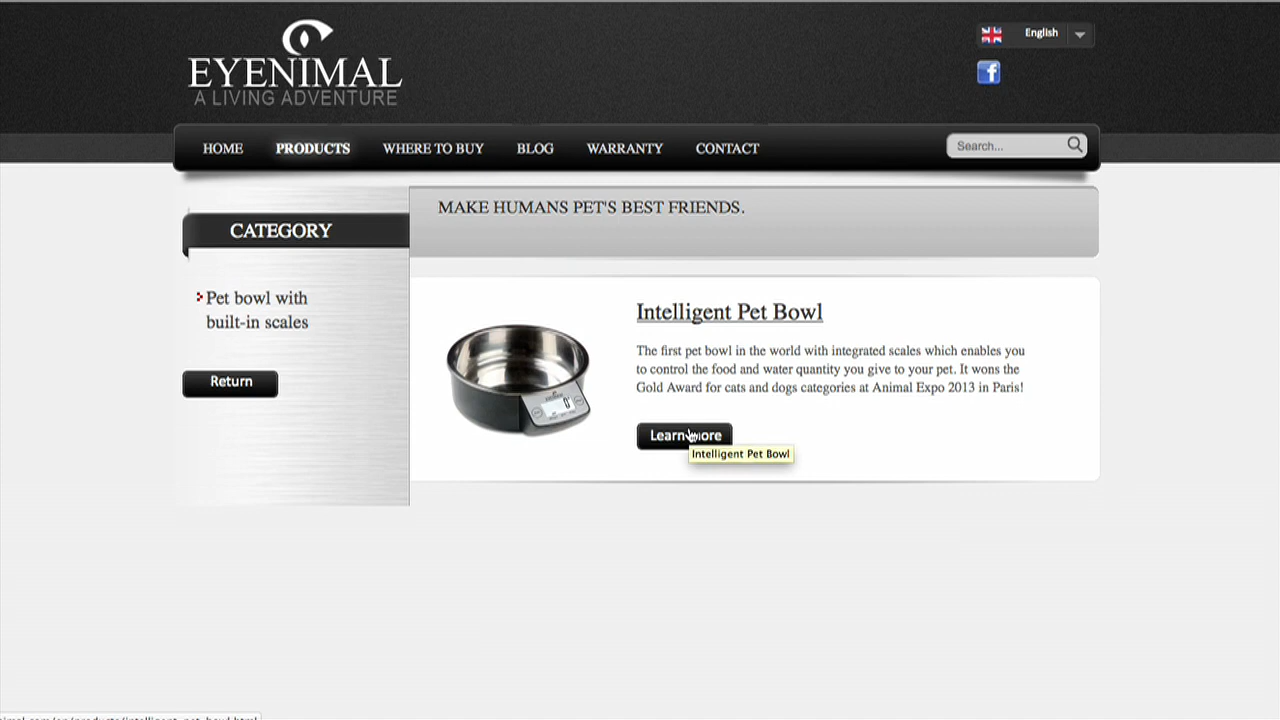 EYENIMAL
A LIVING ADVENTURE
English
HOME PRODUCTS WHERE TO BUY BLOG WARRANTY CONTACT
Search...
MAKE HUMANS PET'S BEST FRIENDS.
CATEGORY
Pet bowl with
built-in scales
Return
Intelligent Pet Bowl
The first pet bowl in the world with integrated scales which enables you
to control the food and water quantity you give to your pet. It wons the
Gold Award for cats and dogs categories at Animal Expo 2013 in Paris!
Learn more
Intelligent Pet Bowl